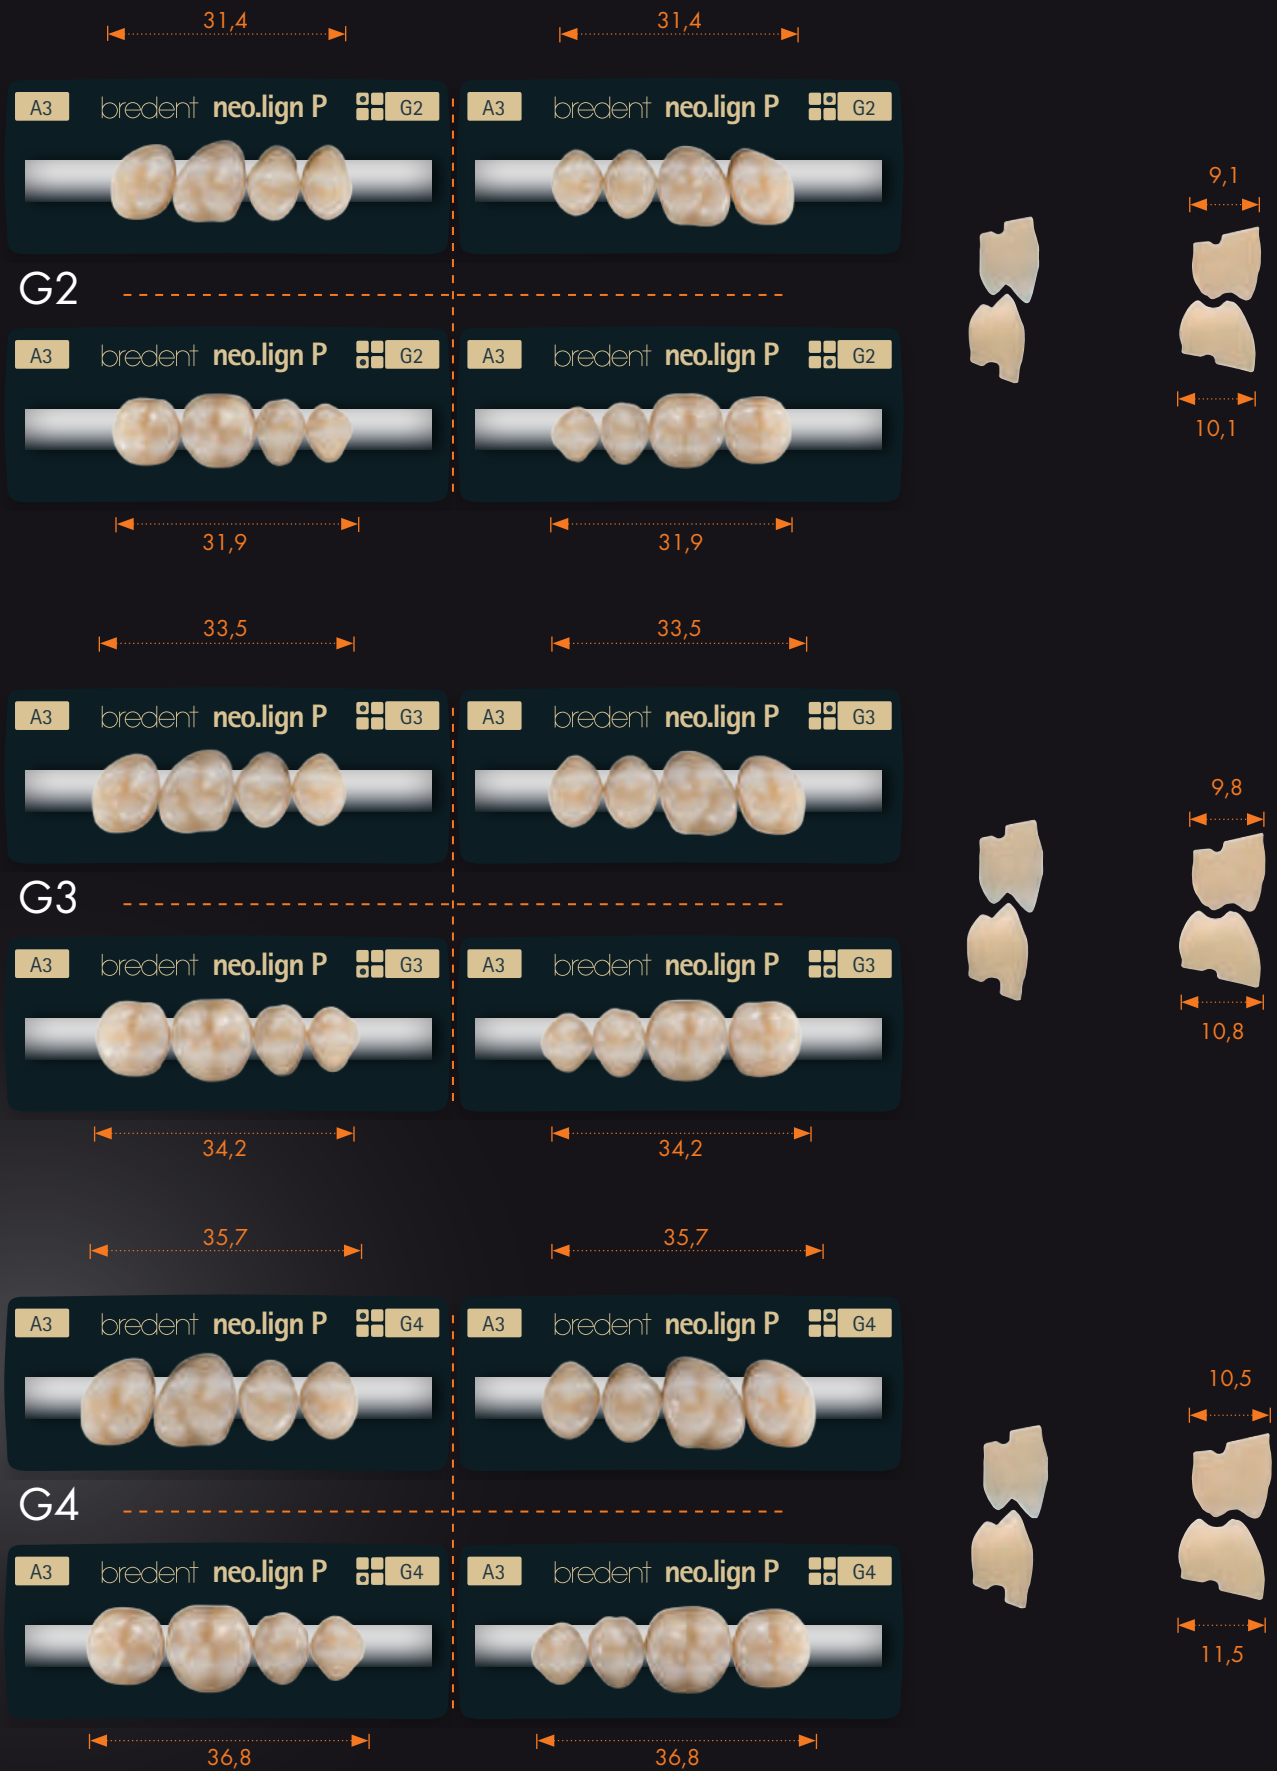 31,4 31,4
A3 bredent neo.lign P G2 A3 bredent neo.lign P G2
9,1
G2
A3 bredent neo.lign P G2 A3 bredent neo.lign P G2
10,1
31,9 31,9
33,5 33,5
A3 bredent neo.lign P G3 A3 bredent neo.lign P G3
9,8
G3
A3 bredent neo.lign P G3 A3 bredent neo.lign P G3
10,8
34,2 34,2
35,7 35,7
A3 bredent neo.lign P G4 A3 bredent neo.lign P G4
10,5
G4
A3 bredent neo.lign P G4 A3 bredent neo.lign P G4
11,5
36,8 36,8